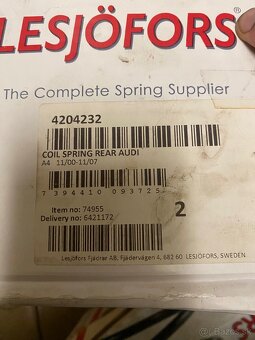 LESJÖFORS
The Complete Spring Supplier
4204232
COIL SPRING REAR AUDI
A4 11/00-11/07
7 394410 093725
Item no: 74955
Delivery no: 6421172
2
Lesjöfors Fjädrar AB, Fjädervägen 4, 682 60 LESJÖFORS, SWEDEN